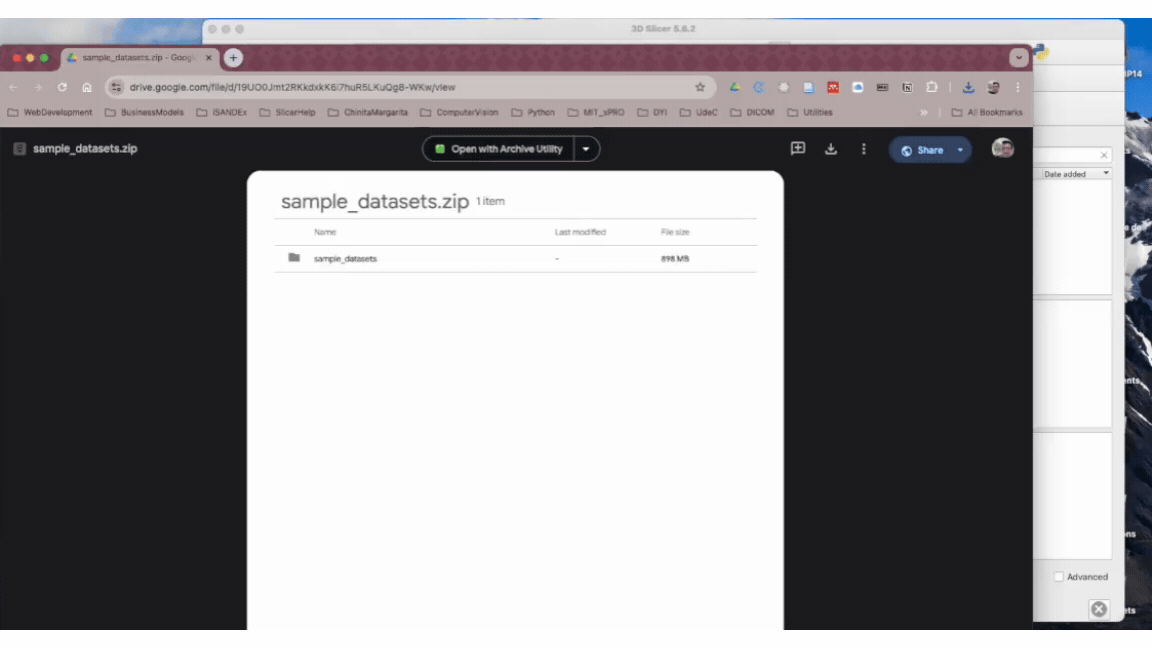 3D Slicer 5.6.2
sample_datasets.zip - Googl
drive.google.com/file/d/19UO0Jmt2RKkdxkK6i7huR5LKuQgB-WKw/view
WebDevelopment BusinessModels iSANDEx SlicerHelp ChinitaMargarita ComputerVision Python MIT_xPRO DYI UdeC DICOM Utilities » All Bookmarks
sample_datasets.zip Open with Archive Utility Share
Date added
sample_datasets.zip 1 item
Name Last modified File size
sample_datasets - 898 MB
Advanced